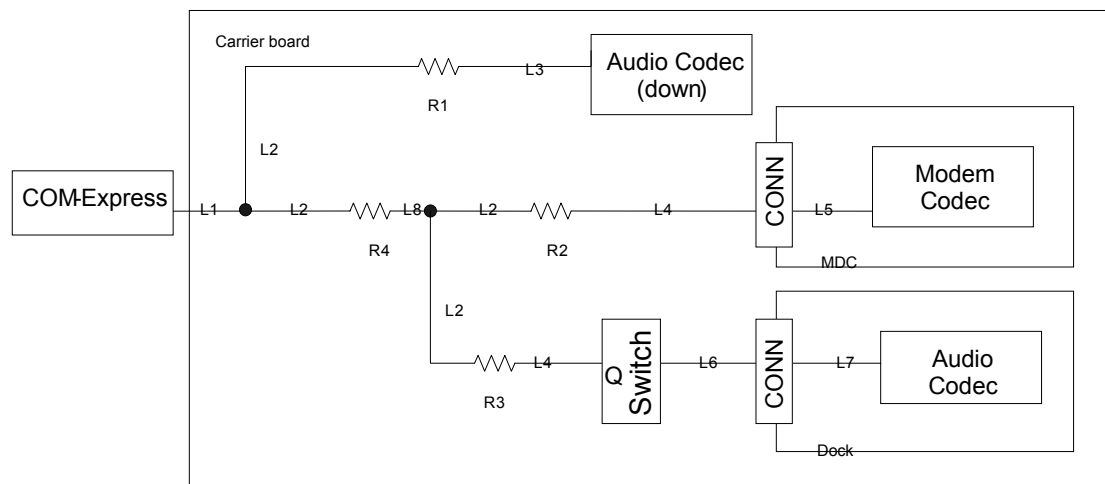 Carrier board
R1
L3
Audio Codec
(down)
L2
COM-Express
L1
L2
R4
L8
L2
R2
L4
CONN
L5
Modem
Codec
MDC
L2
R3
L4
Q
Switch
L6
CONN
L7
Audio
Codec
Dock